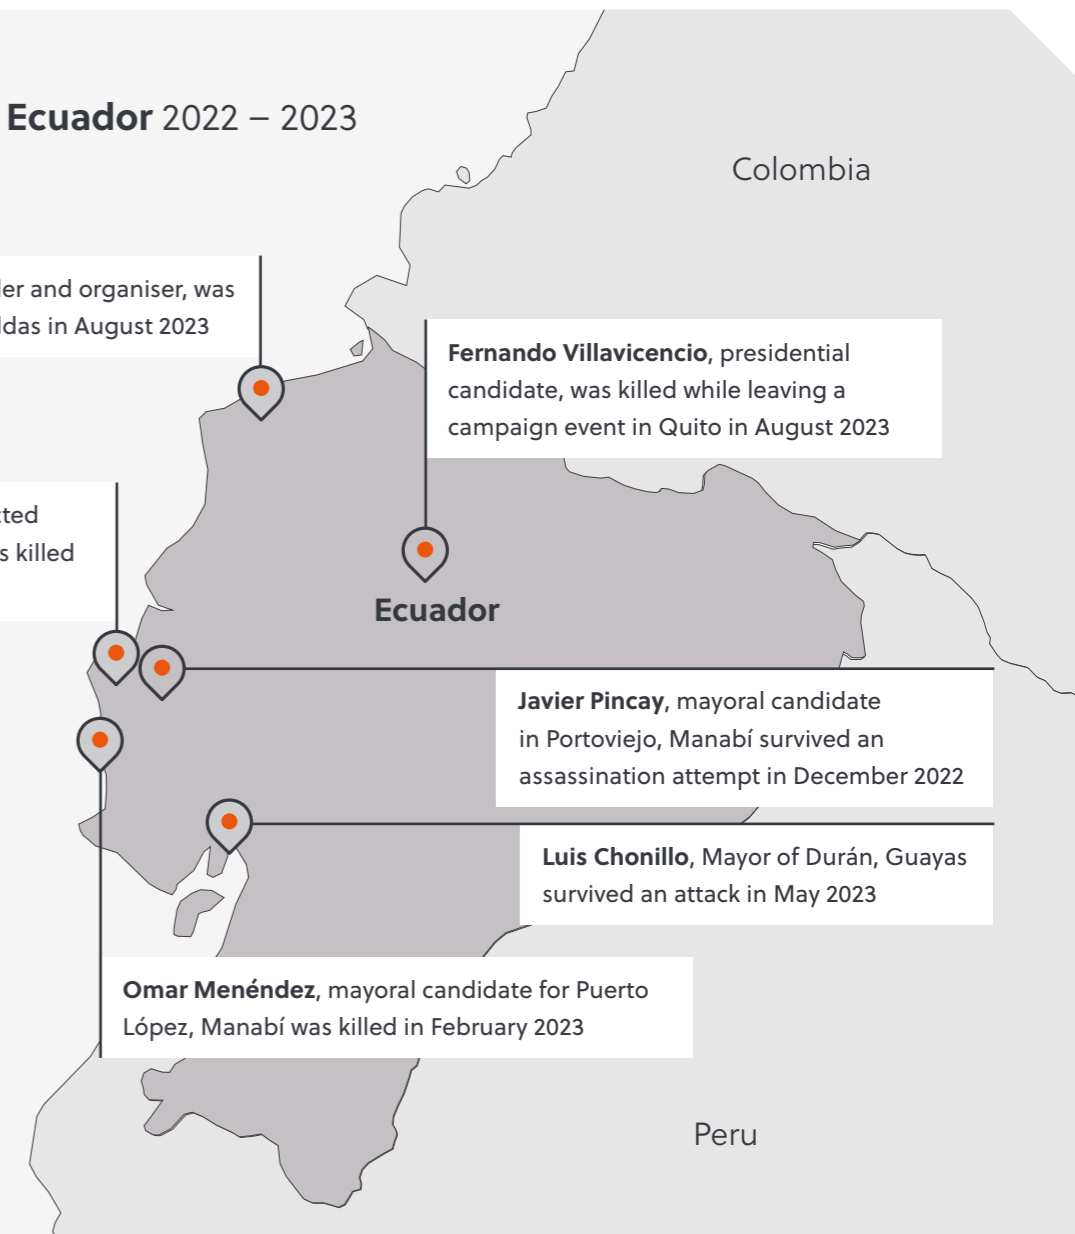 Ecuador 2022 – 2023
Colombia
er and organiser, was
das in August 2023
Fernando Villavicencio, presidential
candidate, was killed while leaving a
campaign event in Quito in August 2023
ted
s killed
Ecuador
Javier Pincay, mayoral candidate
in Portoviejo, Manabí survived an
assassination attempt in December 2022
Luis Chonillo, Mayor of Durán, Guayas
survived an attack in May 2023
Omar Menéndez, mayoral candidate for Puerto
López, Manabí was killed in February 2023
Peru